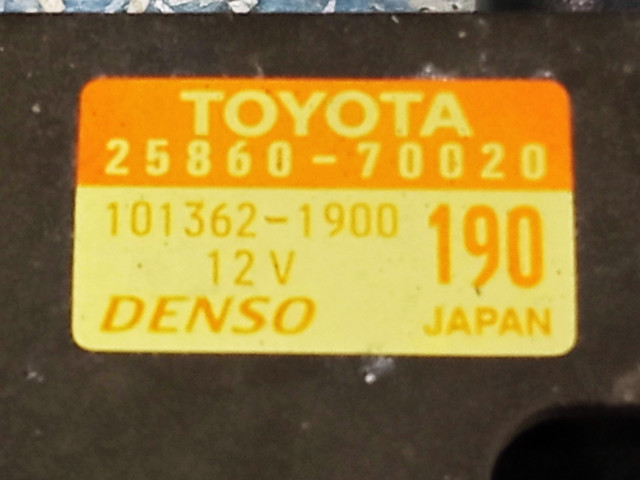 TOYOTA
25860-70020
101362-1900
12V
190
DENSO
JAPAN